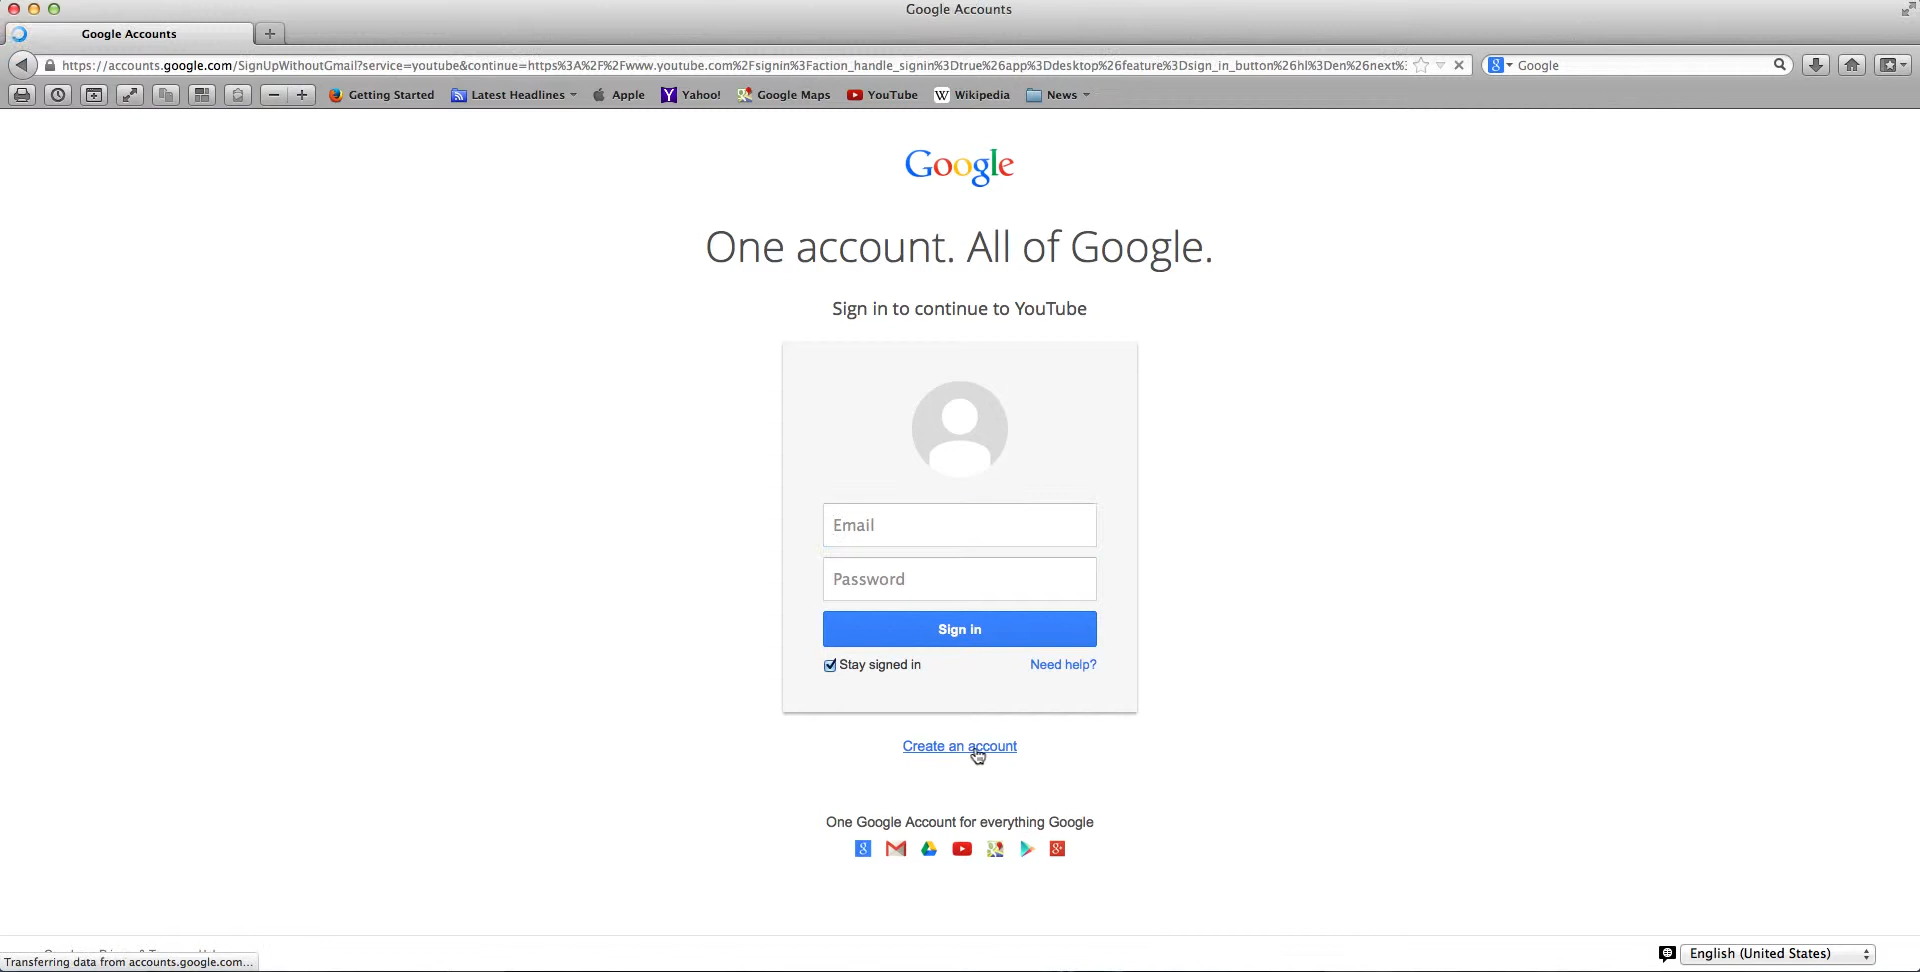 Google Accounts
Google Accounts
https://accounts.google.com/SignUpWithoutGmail?service=youtube&continue=https%3A%2F%2Fwww.youtube.com%2Fsignin%3Faction_handle_signin%3Dtrue%26app%3Ddesktop%26feature%3Dsign_in_button%26hl%3Den%26next%3
Google
Getting Started Latest Headlines Apple Yahoo! Google Maps YouTube Wikipedia News
Google
One account. All of Google.
Sign in to continue to YouTube
Email
Password
Sign in
Stay signed in Need help?
Create an account
One Google Account for everything Google
English (United States)
Transferring data from accounts.google.com...